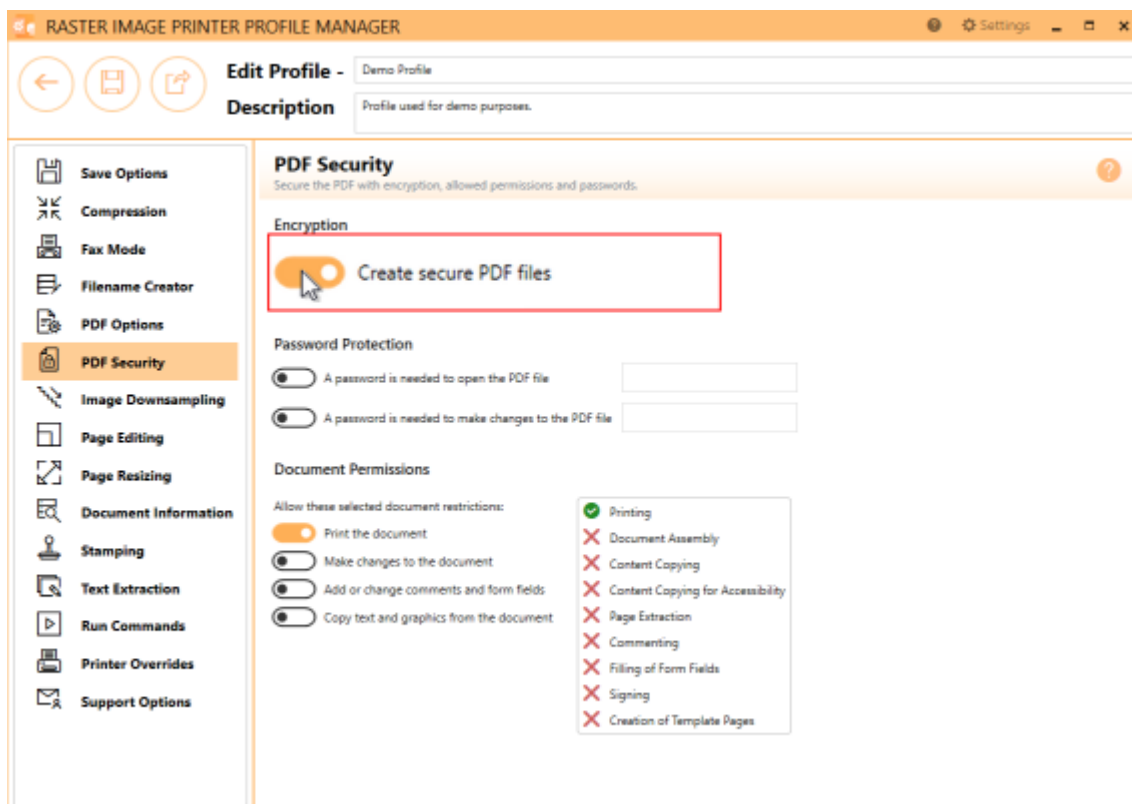 RASTER IMAGE PRINTER PROFILE MANAGER
Settings
Edit Profile - Demo Profile
Description Profile used for demo purposes.
Save Options
Compression
Fax Mode
Filename Creator
PDF Options
PDF Security
Image Downsampling
Page Editing
Page Resizing
Document Information
Stamping
Text Extraction
Run Commands
Printer Overrides
Support Options
PDF Security
Secure the PDF with encryption, allowed permissions and passwords.
Encryption
Create secure PDF files
Password Protection
A password is needed to open the PDF file
A password is needed to make changes to the PDF file
Document Permissions
Allow these selected document restrictions:
Print the document
Make changes to the document
Add or change comments and form fields
Copy text and graphics from the document
Printing
Document Assembly
Content Copying
Content Copying for Accessibility
Page Extraction
Commenting
Filling of Form Fields
Signing
Creation of Template Pages